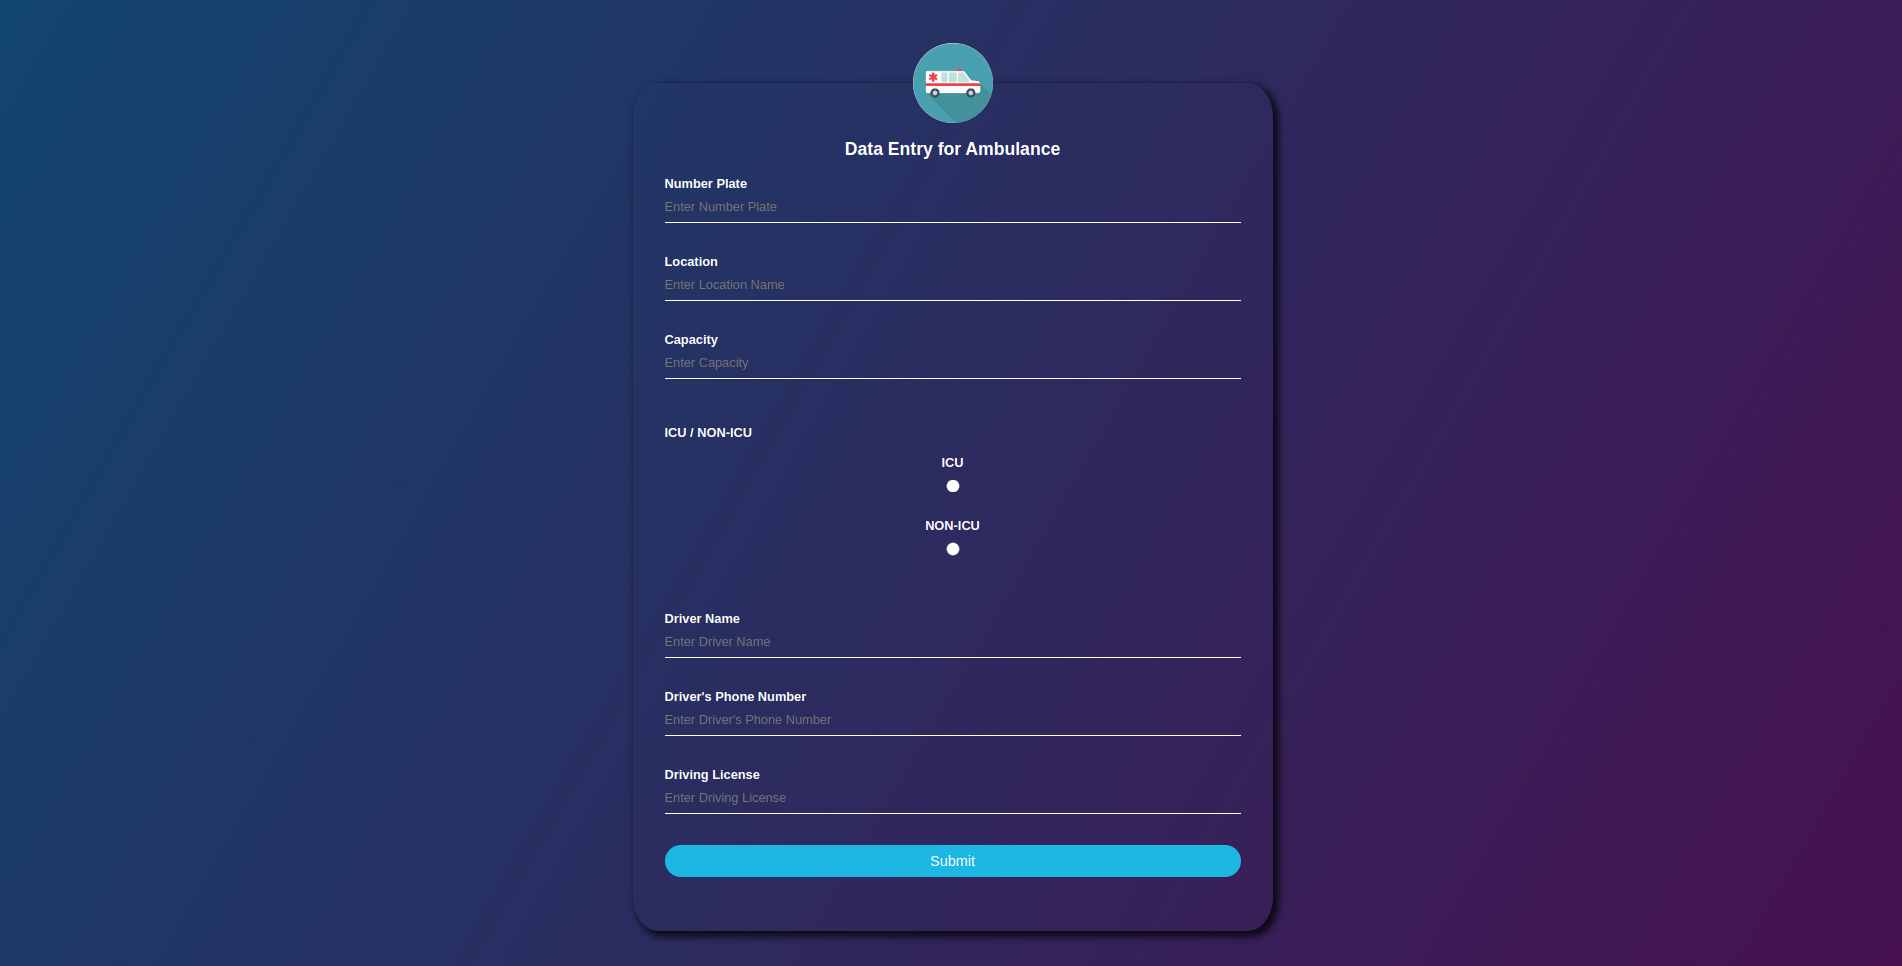 Data Entry for Ambulance
Number Plate
Enter Number Plate
Location
Enter Location Name
Capacity
Enter Capacity
ICU / NON-ICU
ICU
NON-ICU
Driver Name
Enter Driver Name
Driver's Phone Number
Enter Driver's Phone Number
Driving License
Enter Driving License
Submit